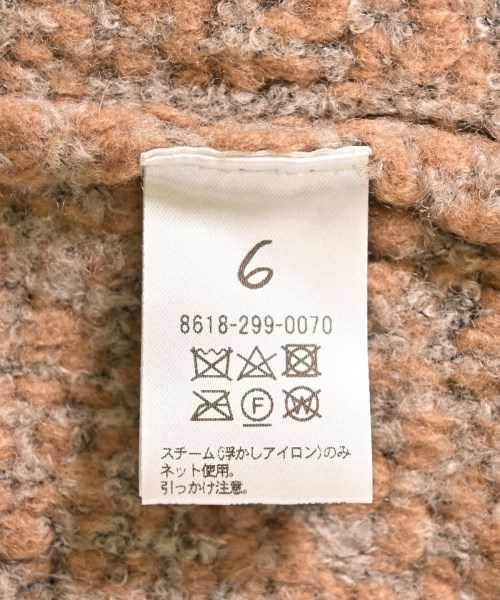 6
8618-299-0070
F
W
スチーム(浮かしアイロン)のみ
ネット使用。
引っかけ注意。